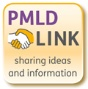 PMLD
LINK
sharing ideas
and information